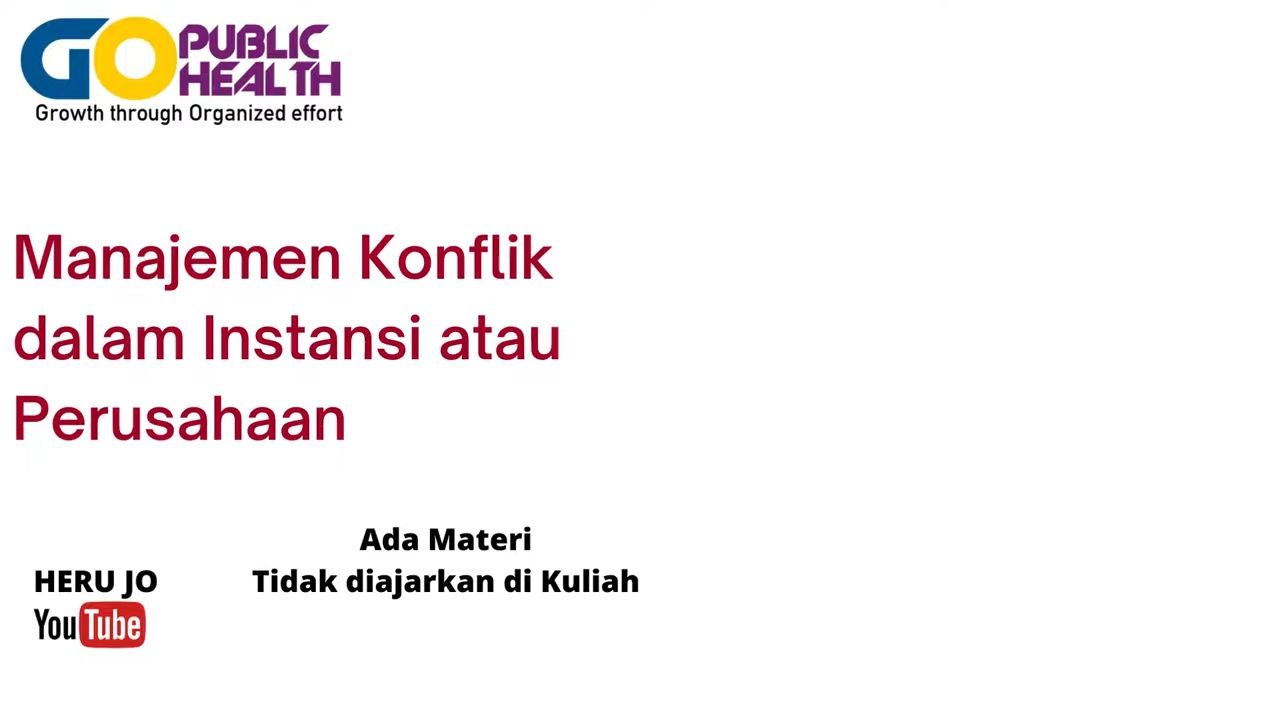 GO PUBLIC
HEALTH
Growth through Organized effort
Manajemen Konflik
dalam Instansi atau
Perusahaan
Ada Materi
Tidak diajarkan di Kuliah
HERU JO
YouTube